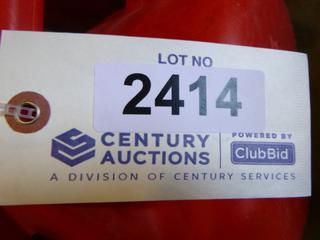 LOT NO
2414
CENTURY AUCTIONS
POWERED BY
ClubBid
A DIVISION OF CENTURY SERVICES